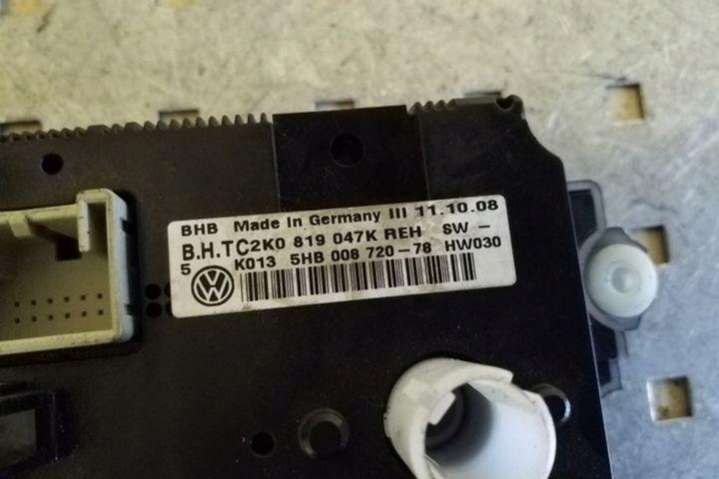 BHB Made In Germany III 11.10.08
B.H.TC2K0 819 047K REH SW -
5 K013 5HB 008 720-78 HW030